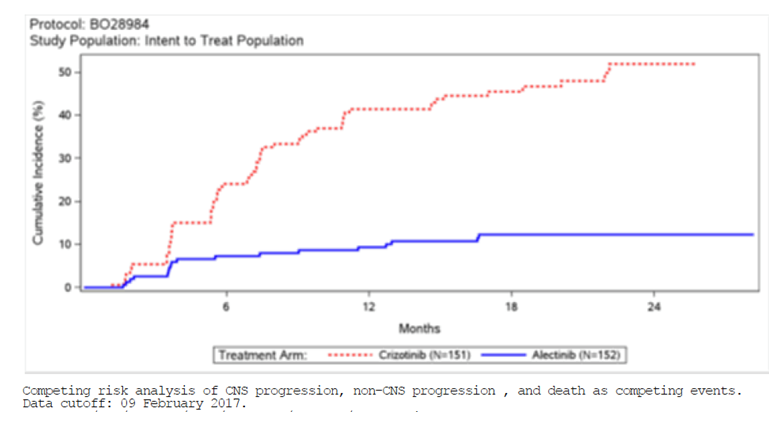 Protocol: BO28984
Study Population: Intent to Treat Population
Cumulative Incidence (%)
50
40
30
20
10
0
6 12 18 24
Months
Treatment Arm: Crizotinib (N=151) Alectinib (N=152)
Competing risk analysis of CNS progression, non-CNS progression , and death as competing events.
Data cutoff: 09 February 2017.